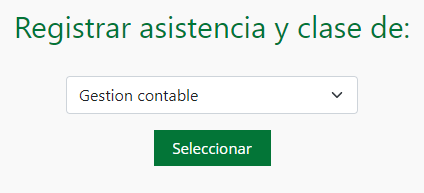 Registrar asistencia y clase de:
Gestion contable
Seleccionar